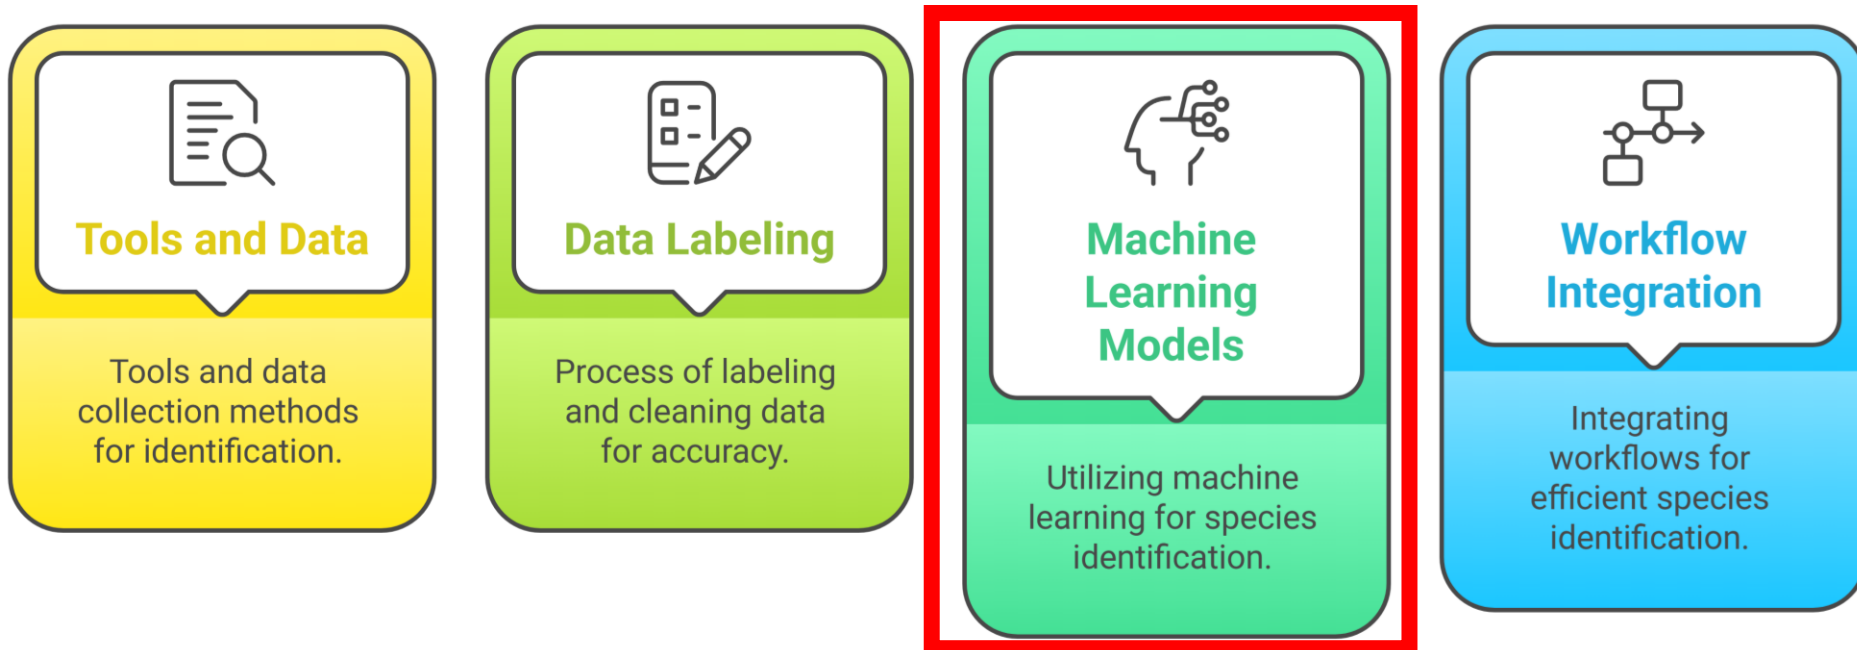 Tools and Data
Tools and data
collection methods
for identification.
Data Labeling
Process of labeling
and cleaning data
for accuracy.
Machine
Learning
Models
Utilizing machine
learning for species
identification.
Workflow
Integration
Integrating
workflows for
efficient species
identification.